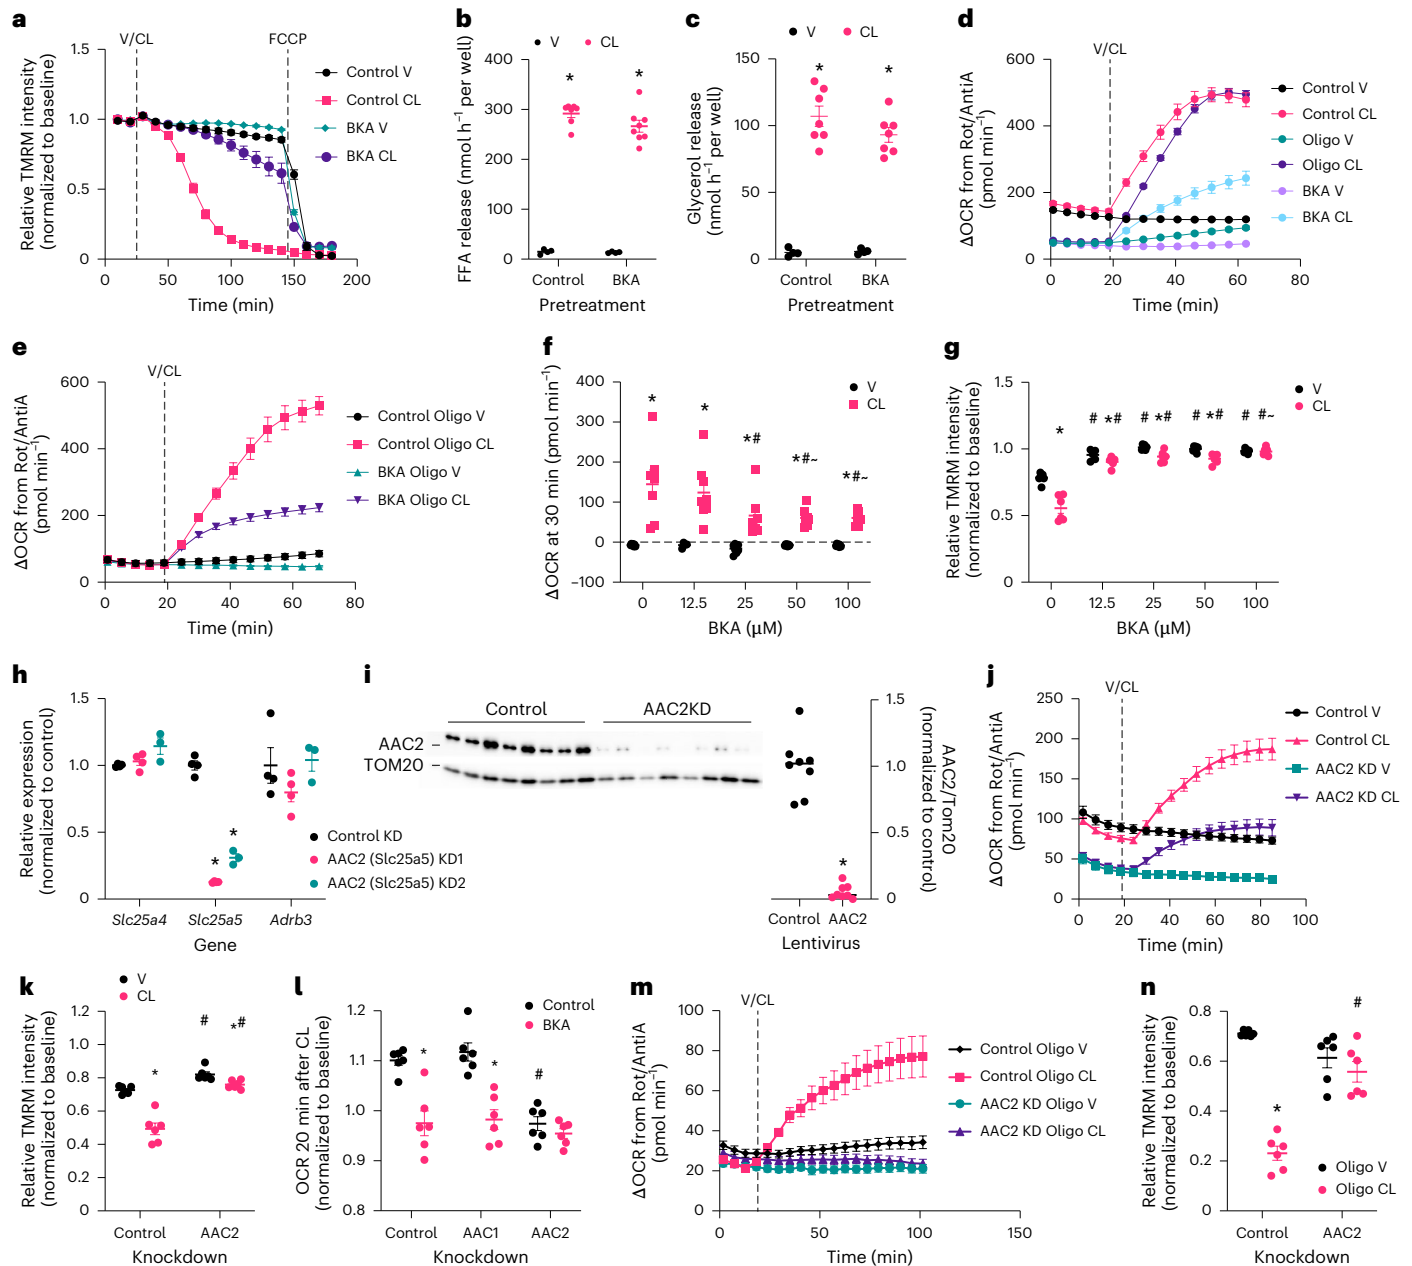 a
V/CL
FCCP
1.5
1.0
0.5
0
0
50
100
150
200
Relative TMRM intensity
(normalized to baseline)
Time (min)
Control V
Control CL
BKA V
BKA CL
b
V
CL
400
300
200
100
0
*
*
FFA release (nmol h⁻¹ per well)
Control
BKA
Pretreatment
c
V
CL
150
100
50
0
*
*
Glycerol release
(nmol h⁻¹ per well)
Control
BKA
Pretreatment
d
V/CL
600
400
200
0
0
20
40
60
80
ΔOCR from Rot/AntiA
(pmol min⁻¹)
Time (min)
Control V
Control CL
Oligo V
Oligo CL
BKA V
BKA CL
e
V/CL
600
400
200
0
0
20
40
60
80
ΔOCR from Rot/AntiA
(pmol min⁻¹)
Time (min)
Control Oligo V
Control Oligo CL
BKA Oligo V
BKA Oligo CL
f
V
CL
400
300
200
100
0
−100
* * *# *#~ *#~
ΔOCR at 30 min (pmol min⁻¹)
0 12.5 25 50 100
BKA (μM)
g
V
CL
1.5
1.0
0.5
0
* # *# # *# # *# # #~
Relative TMRM intensity
(normalized to baseline)
0 12.5 25 50 100
BKA (μM)
h
1.5
1.0
0.5
0
*
*
Relative expression
(normalized to control)
Control KD
AAC2 (Slc25a5) KD1
AAC2 (Slc25a5) KD2
Slc25a4 Slc25a5 Adrb3
Gene
i
Control
AAC2KD
AAC2
TOM20
1.5
1.0
0.5
0
*
AAC2/Tom20
(normalized to control)
Control AAC2
Lentivirus
j
V/CL
250
200
150
100
50
0
0 20 40 60 80 100
ΔOCR from Rot/AntiA
(pmol min⁻¹)
Time (min)
Control V
Control CL
AAC2 KD V
AAC2 KD CL
k
V
CL
1.2
1.0
0.8
0.6
0.4
0.2
0
* # *#
Relative TMRM intensity
(normalized to baseline)
Control AAC2
Knockdown
l
Control
BKA
1.2
1.1
1.0
0.9
0.8
* * #
OCR 20 min after CL
(normalized to baseline)
Control AAC1 AAC2
Knockdown
m
V/CL
100
80
60
40
20
0
0 50 100 150
ΔOCR from Rot/AntiA
(pmol min⁻¹)
Time (min)
Control Oligo V
Control Oligo CL
AAC2 KD Oligo V
AAC2 KD Oligo CL
n
0.8
0.6
0.4
0.2
0
* #
Relative TMRM intensity
(normalized to baseline)
Oligo V
Oligo CL
Control AAC2
Knockdown